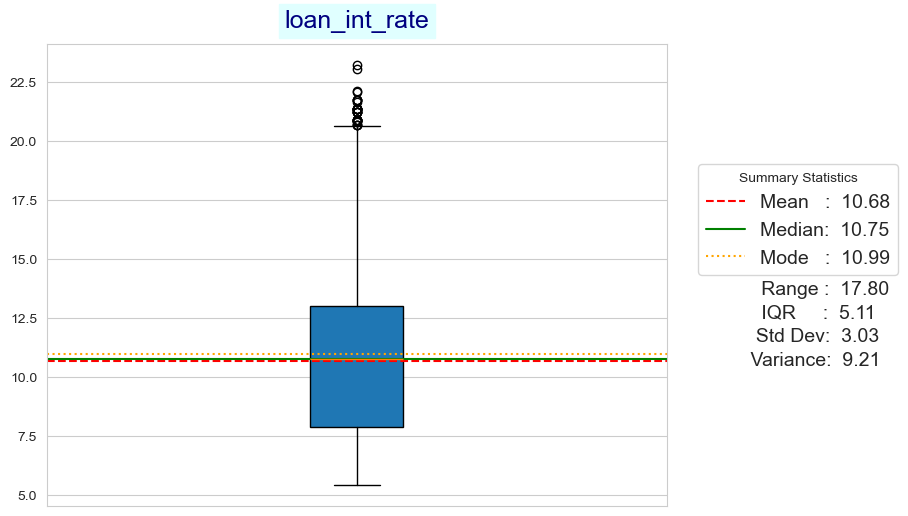 loan_int_rate
22.5
20.0
17.5
15.0
12.5
10.0
7.5
5.0
Summary Statistics
Mean : 10.68
Median: 10.75
Mode : 10.99
Range : 17.80
IQR : 5.11
Std Dev: 3.03
Variance: 9.21